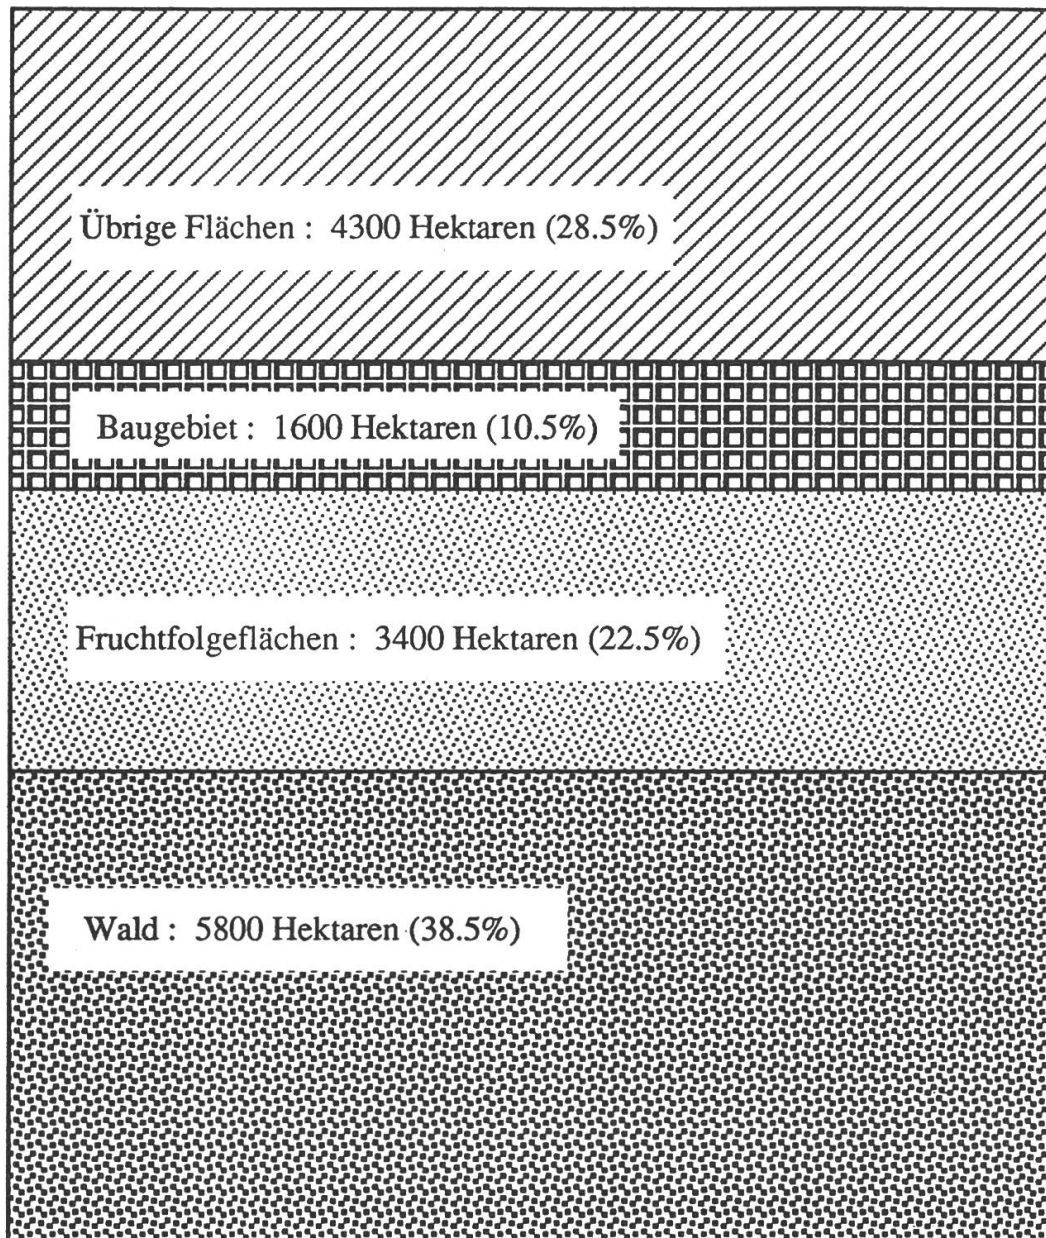 Übrige Flächen : 4300 Hektaren (28.5%)
Baugebiet : 1600 Hektaren (10.5%)
Fruchtfolgeflächen : 3400 Hektaren (22.5%)
Wald : 5800 Hektaren (38.5%)